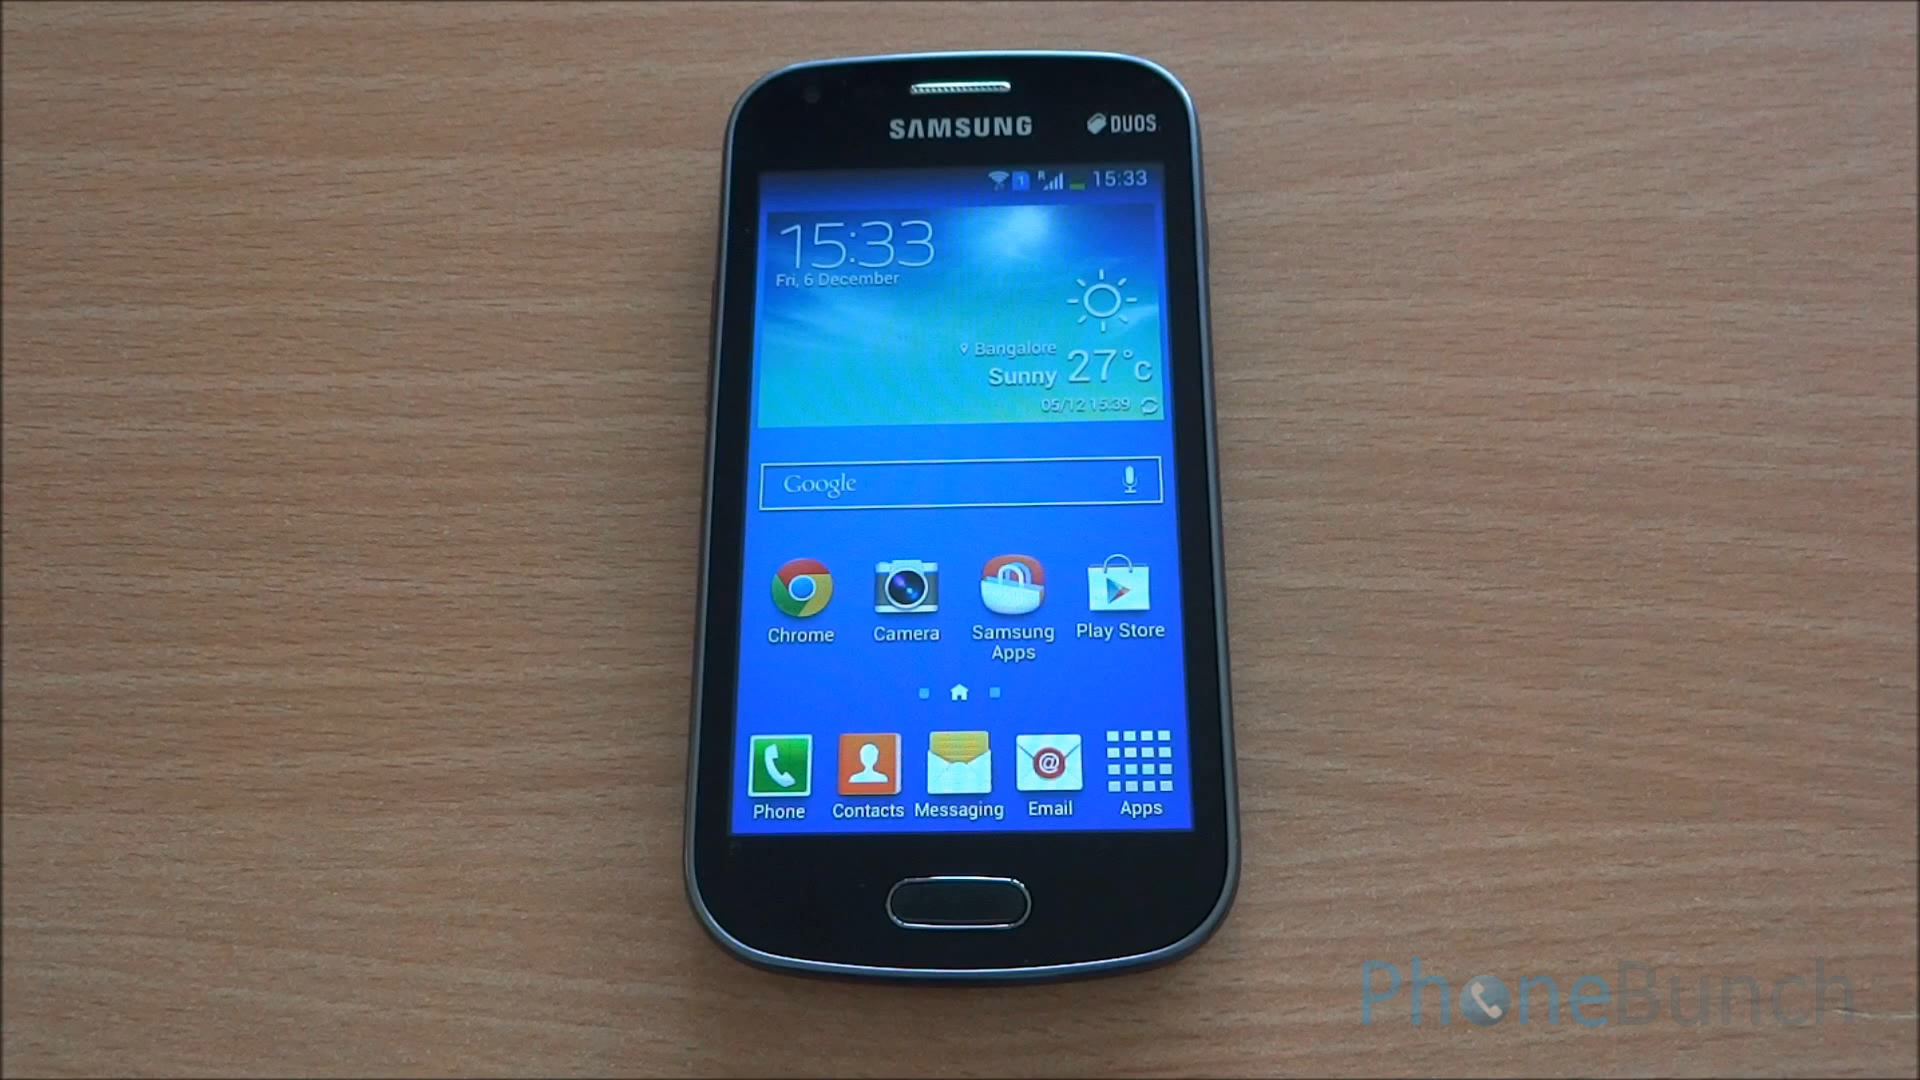 SAMSUNG
DUOS
1 R 15:33
15:33
Fri, 6 December
Bangalore
Sunny 27°C
05/12 15:39
Google
Chrome
Camera
Samsung Apps
Play Store
@
Phone
Contacts
Messaging
Email
Apps
PhoneBunch